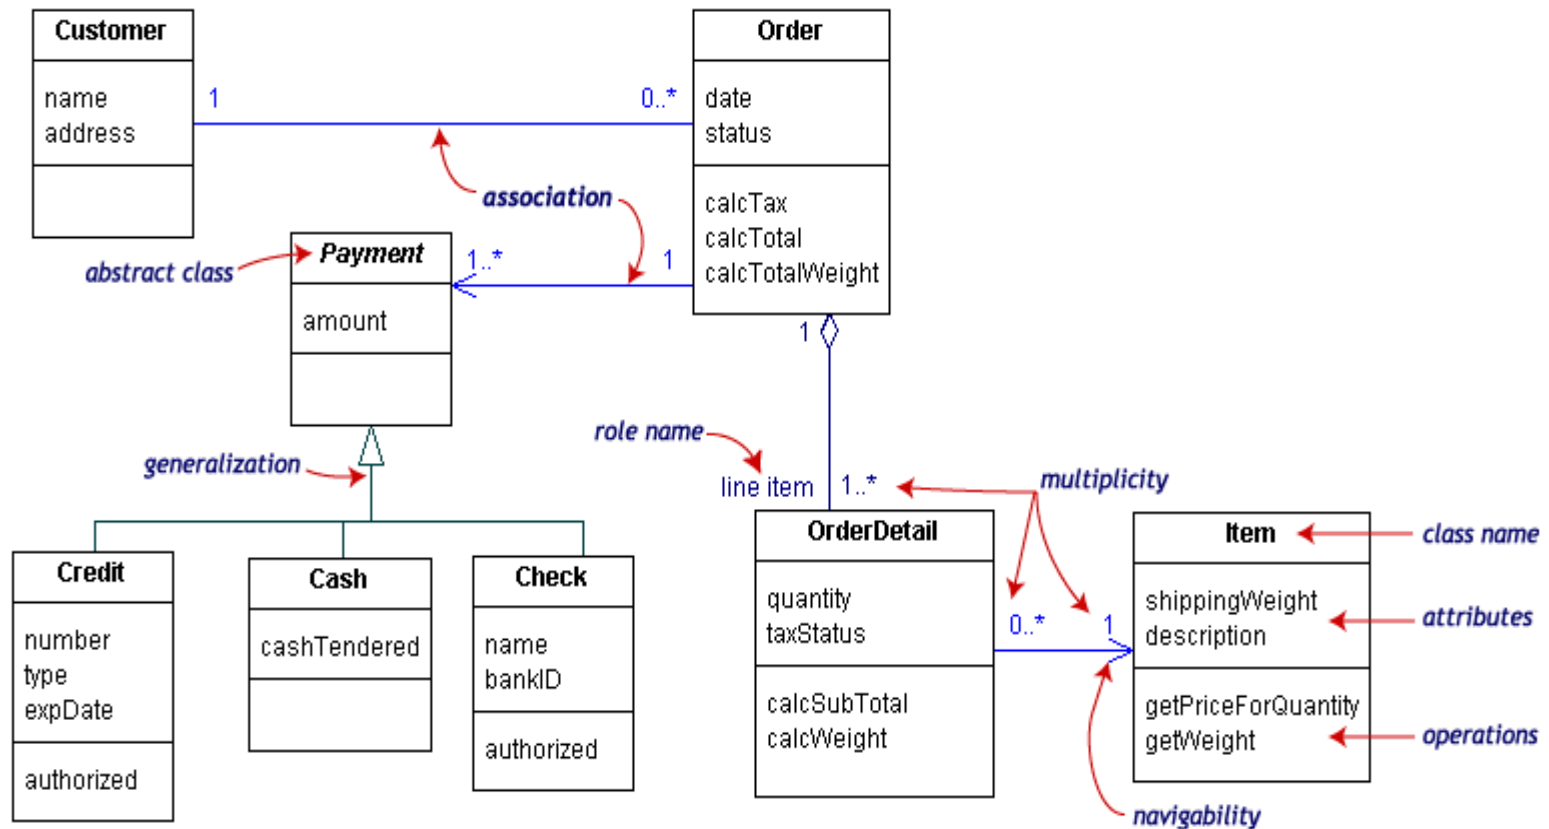 Customer
name
address
1
0..*
Order
date
status
calcTax
calcTotal
calcTotalWeight
association
abstract class
Payment
amount
1..*
1
1
generalization
role name
line item
1..*
multiplicity
Credit
number
type
expDate
authorized
Cash
cashTendered
Check
name
bankID
authorized
OrderDetail
quantity
taxStatus
calcSubTotal
calcWeight
0..*
1
Item
shippingWeight
description
getPriceForQuantity
getWeight
class name
attributes
operations
navigability